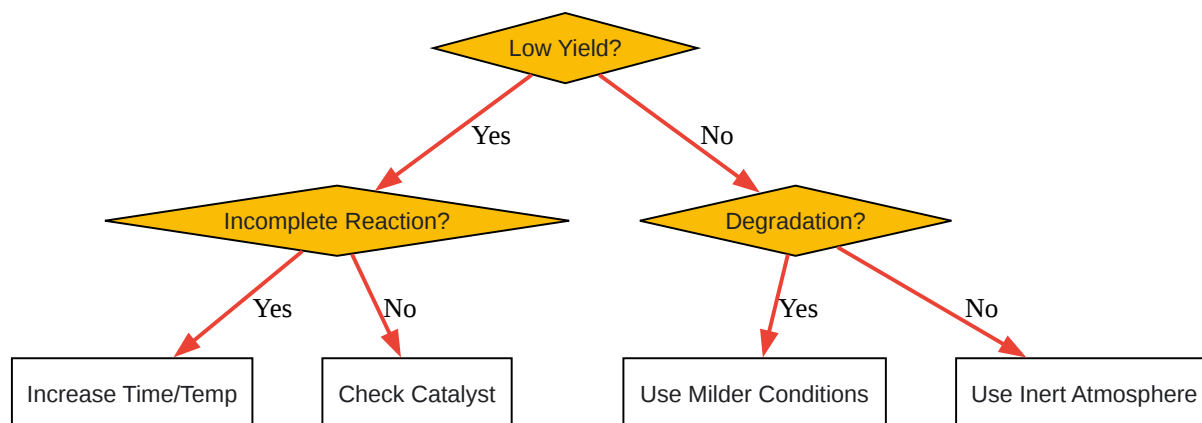 Low Yield?
Yes
No
Incomplete Reaction?
Degradation?
Yes
No
Yes
No
Increase Time/Temp
Check Catalyst
Use Milder Conditions
Use Inert Atmosphere